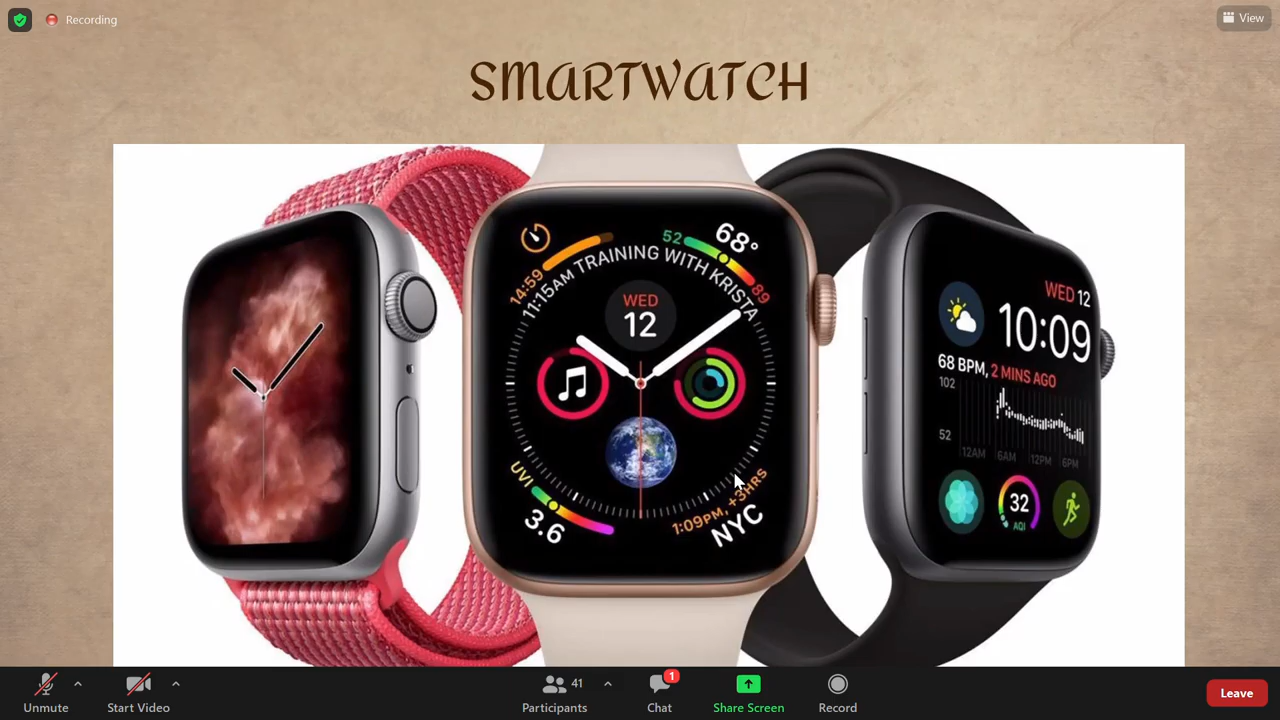 Recording
View
SMARTWATCH
14:59
11:15AM TRAINING WITH KRISTA
52
68°
89
WED
12
UVI
3.6
1:09PM, +3HRS
NYC
WED 12
10:09
68 BPM, 2 MINS AGO
102
52
12AM 6AM 12PM 6PM
32
AQI
Unmute
Start Video
41
Participants
1
Chat
Share Screen
Record
Leave